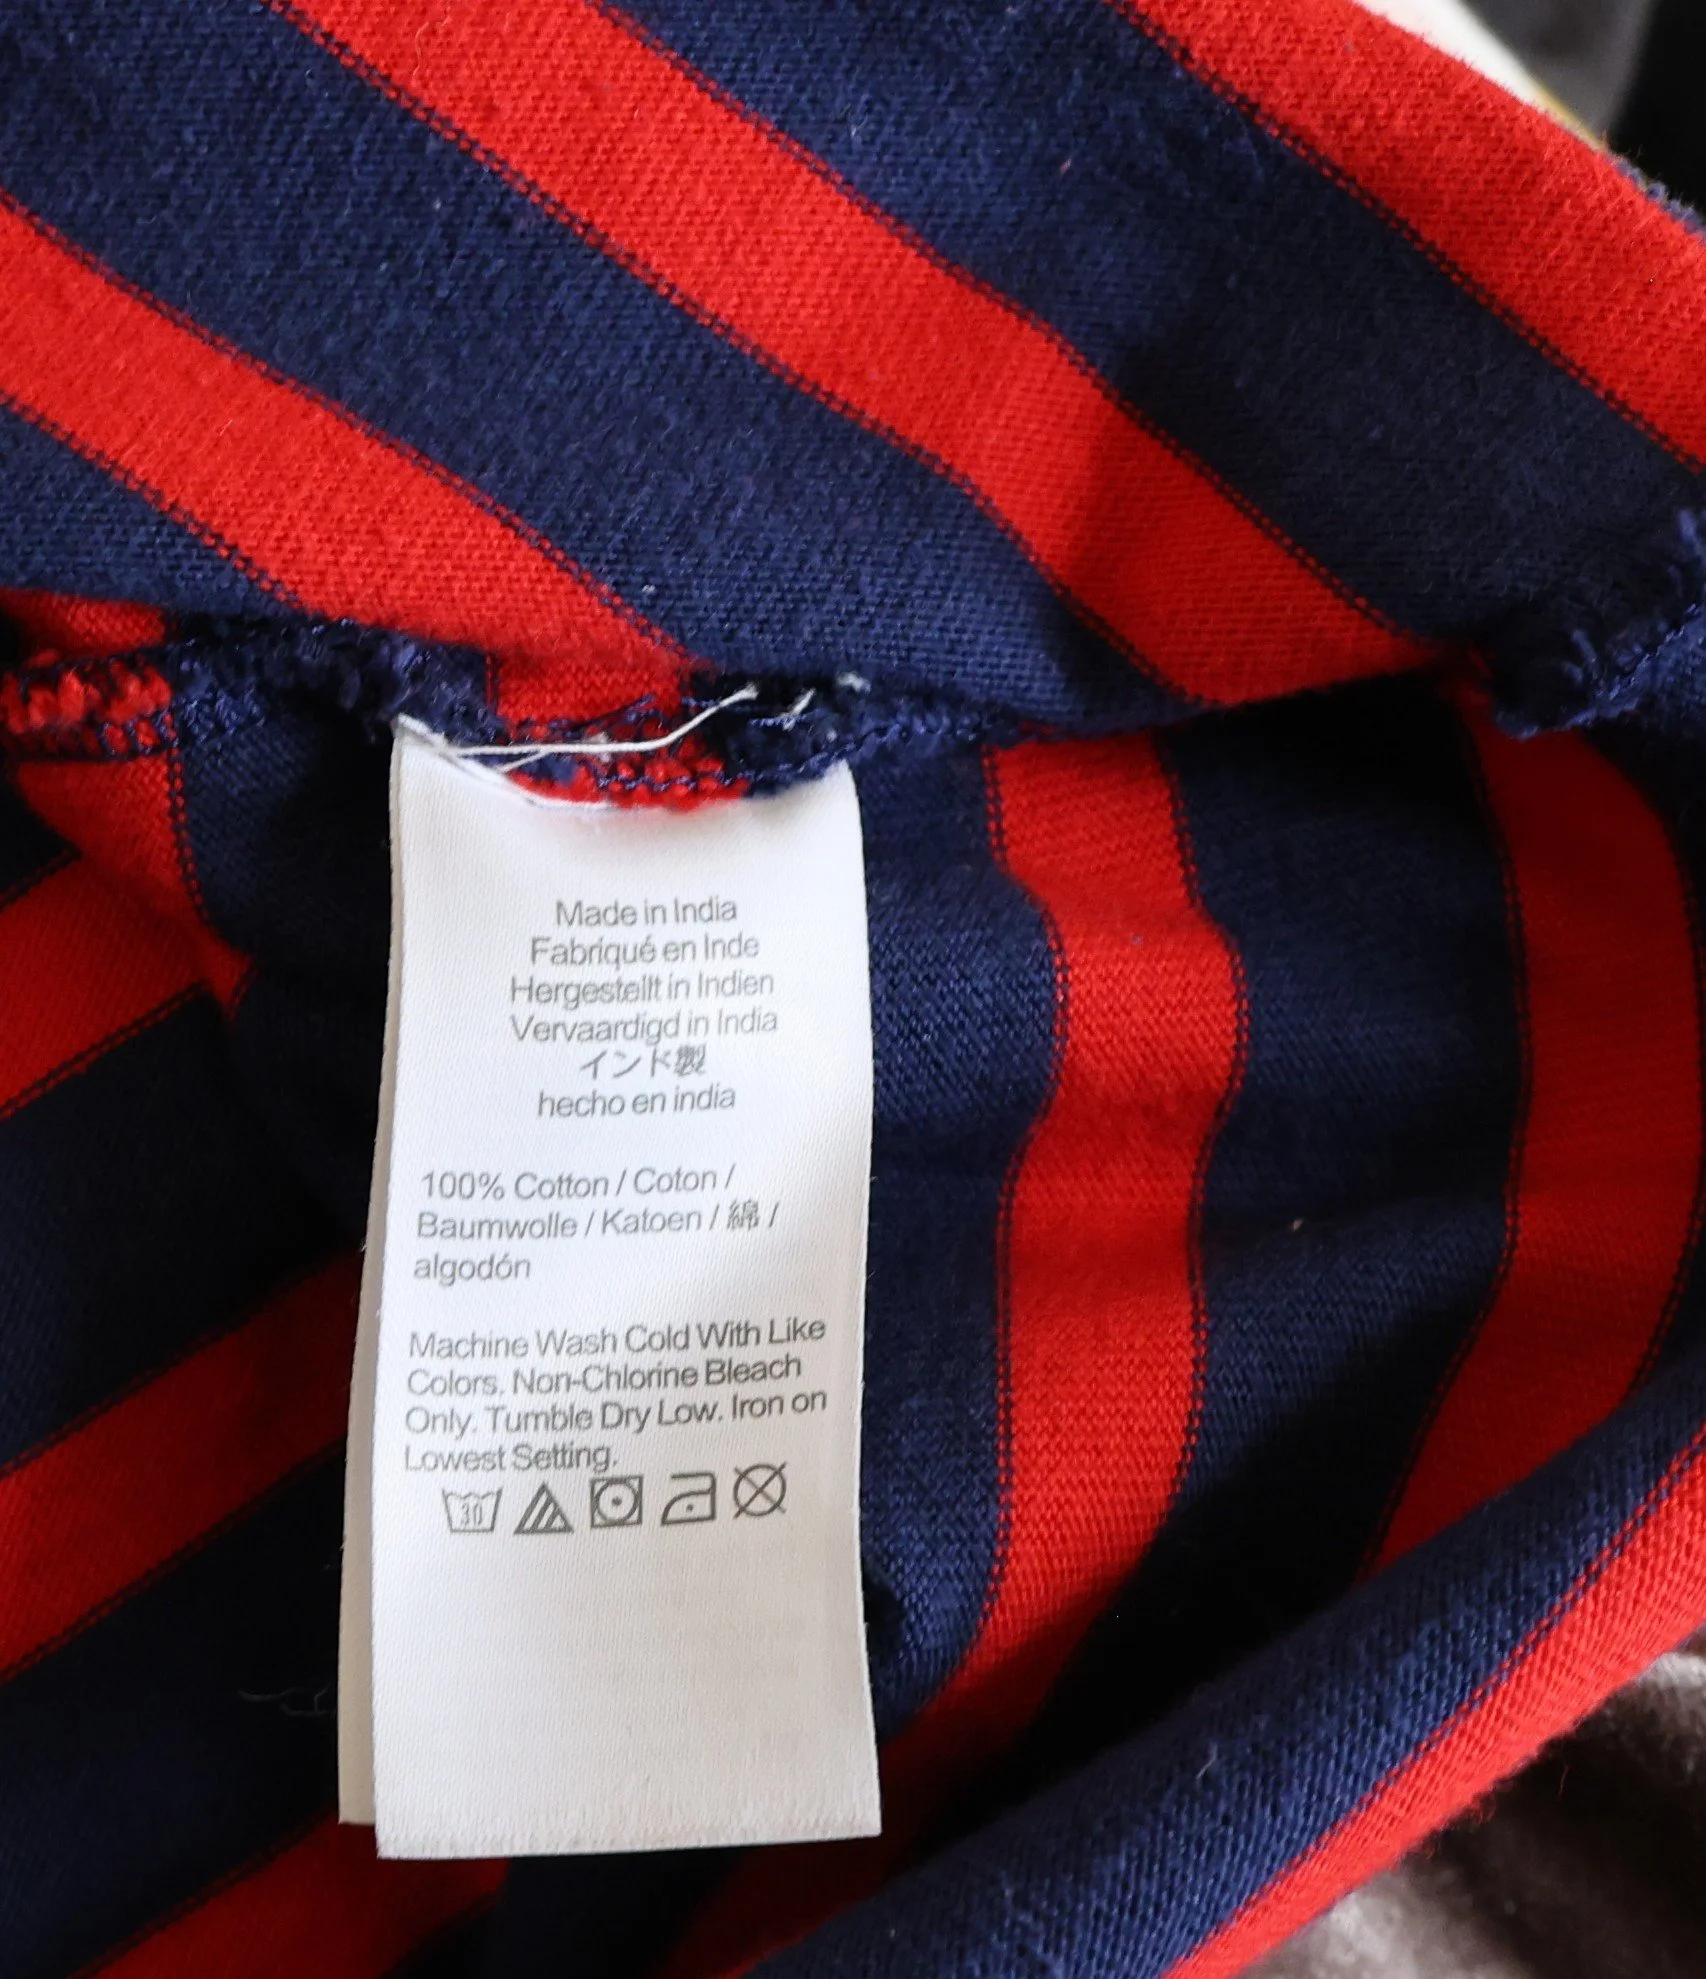 Made in India
Fabriqué en Inde
Hergestellt in Indien
Vervaardigd in India
インド製
hecho en india
100% Cotton / Coton /
Baumwolle / Katoen / 綿 /
algodón
Machine Wash Cold With Like
Colors. Non-Chlorine Bleach
Only. Tumble Dry Low. Iron on
Lowest Setting.
30